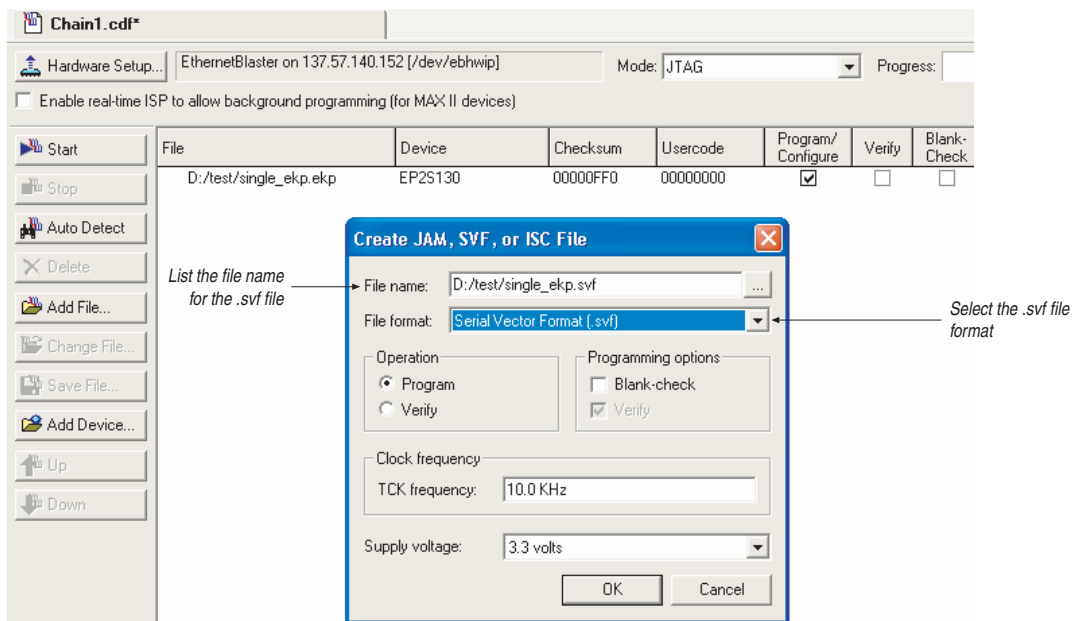 Chain1.cdf*
Hardware Setup... EthernetBlaster on 137.57.140.152 [/dev/ebhwip] Mode: JTAG Progress:
Enable real-time ISP to allow background programming (for MAX II devices)
Start
Stop
Auto Detect
Delete
Add File...
Change File...
Save File...
Add Device...
Up
Down
File Device Checksum Usercode Program/ Configure Verify Blank- Check
D:/test/single_ekp.ekp EP2S130 00000FF0 00000000
List the file name
for the .svf file
Create JAM, SVF, or ISC File
File name: D:/test/single_ekp.svf ...
File format: Serial Vector Format (.svf)
Operation
Program
Verify
Programming options
Blank-check
Verify
Clock frequency
TCK frequency: 10.0 KHz
Supply voltage: 3.3 volts
OK Cancel
Select the .svf file
format